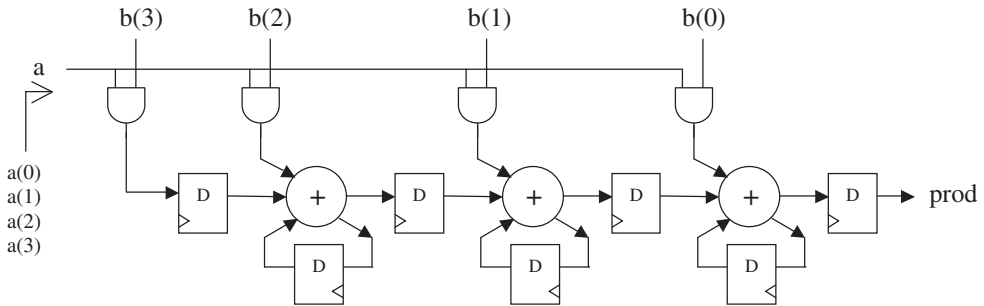 b(3) b(2) b(1) b(0)
a
a(0)
a(1)
a(2)
a(3)
D + D + D + D prod
D D D